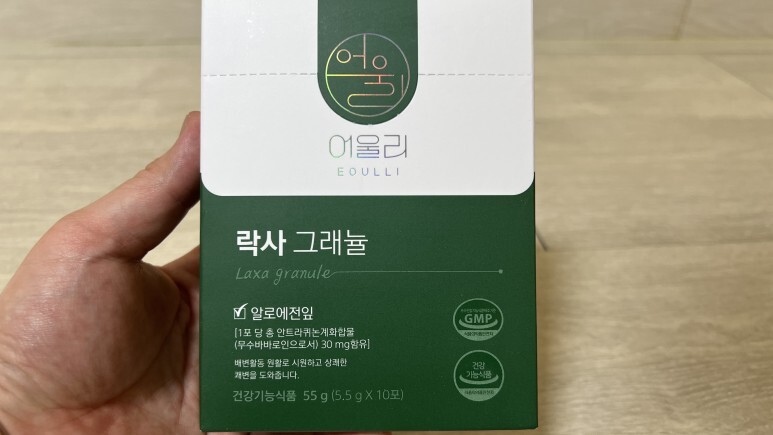 어울리
어울리
EOULLI
락사 그래뉼
Laxa granule
알로에전잎
[1포 당 총 안트라퀴논계화합물
(무수바바로인으로서) 30 mg함유]
배변활동 원활로 시원하고 상쾌한
쾌변을 도와줍니다.
건강기능식품 55 g (5.5 g X 10포)
GMP
건강
기능식품